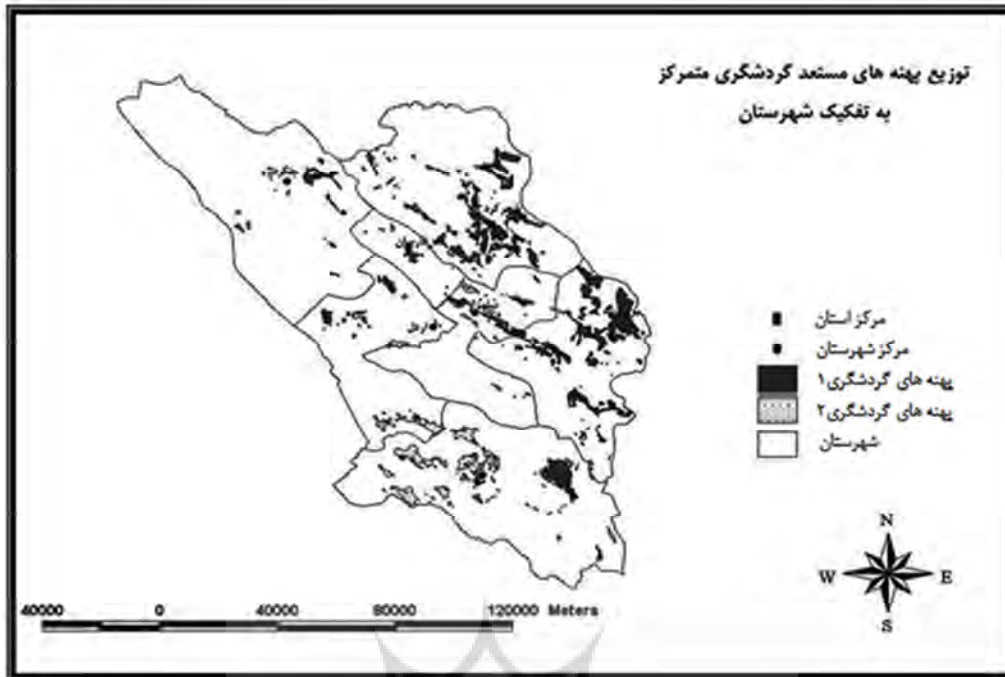 توزیع پهنه های مستعد گردشگری متمرکز
به تفکیک شهرستان
مرکز استان
مرکز شهرستان
پهنه های گردشگری۱
پهنه های گردشگری۲
شهرستان
اردل
N
W E
S
40000 0 40000 80000 120000 Meters